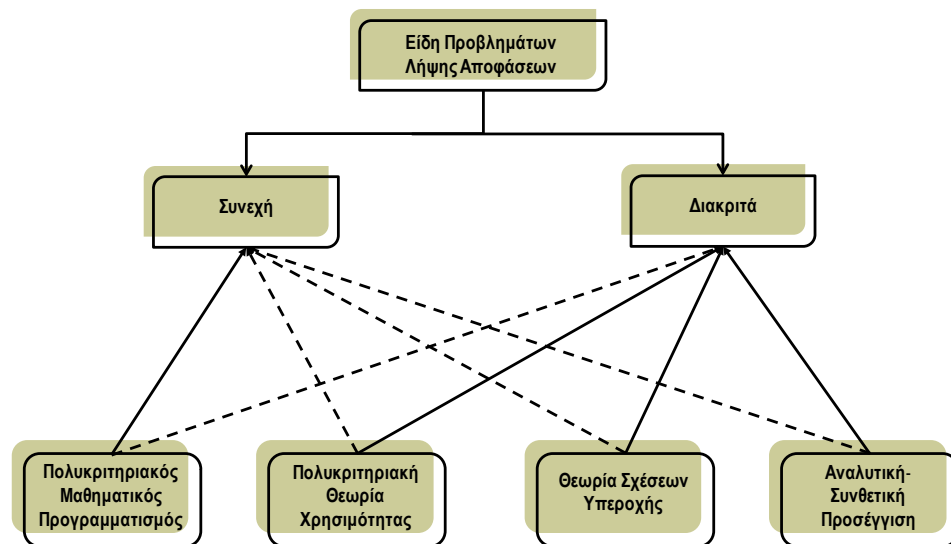 Είδη Προβλημάτων
Λήψης Αποφάσεων
Συνεχή
Διακριτά
Πολυκριτηριακός
Μαθηματικός
Προγραμματισμός
Πολυκριτηριακή
Θεωρία
Χρησιμότητας
Θεωρία Σχέσεων
Υπεροχής
Αναλυτική-
Συνθετική
Προσέγγιση